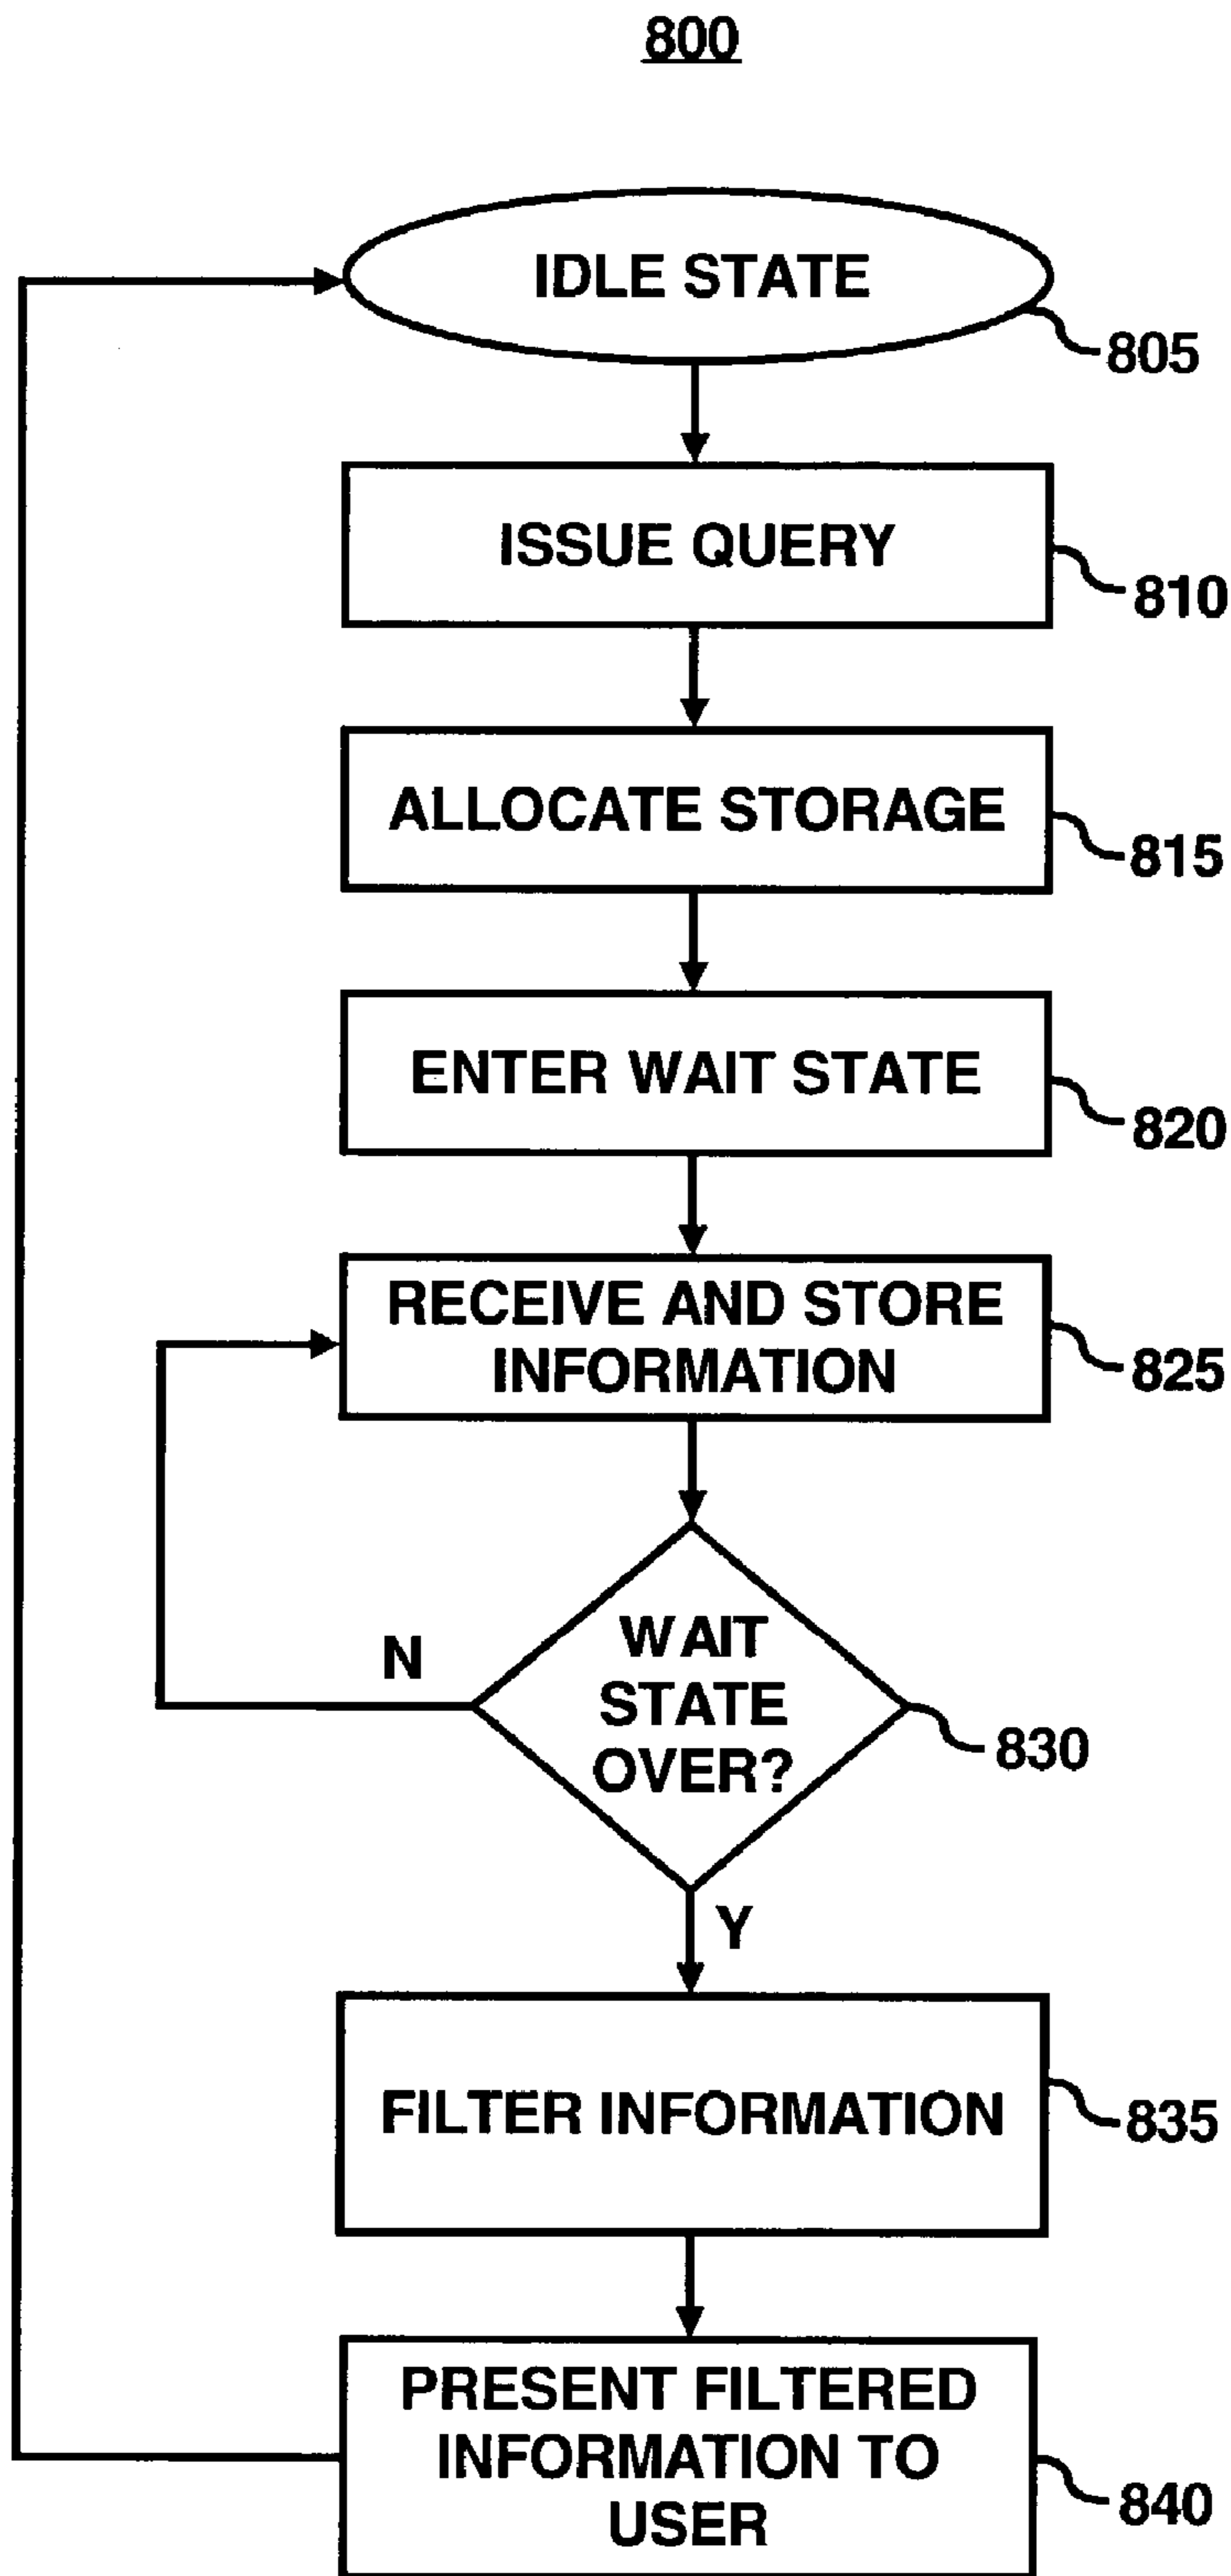 800
IDLE STATE
805
ISSUE QUERY
810
ALLOCATE STORAGE
815
ENTER WAIT STATE
820
RECEIVE AND STORE
INFORMATION
825
WAIT
STATE
OVER?
N
830
Y
FILTER INFORMATION
835
PRESENT FILTERED
INFORMATION TO
USER
840